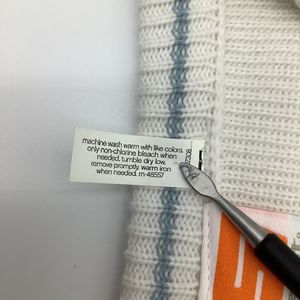 machine wash warm with like colors.
only non-chlorine bleach when
needed. tumble dry low.
remove promptly. warm iron
when needed. rn-48557